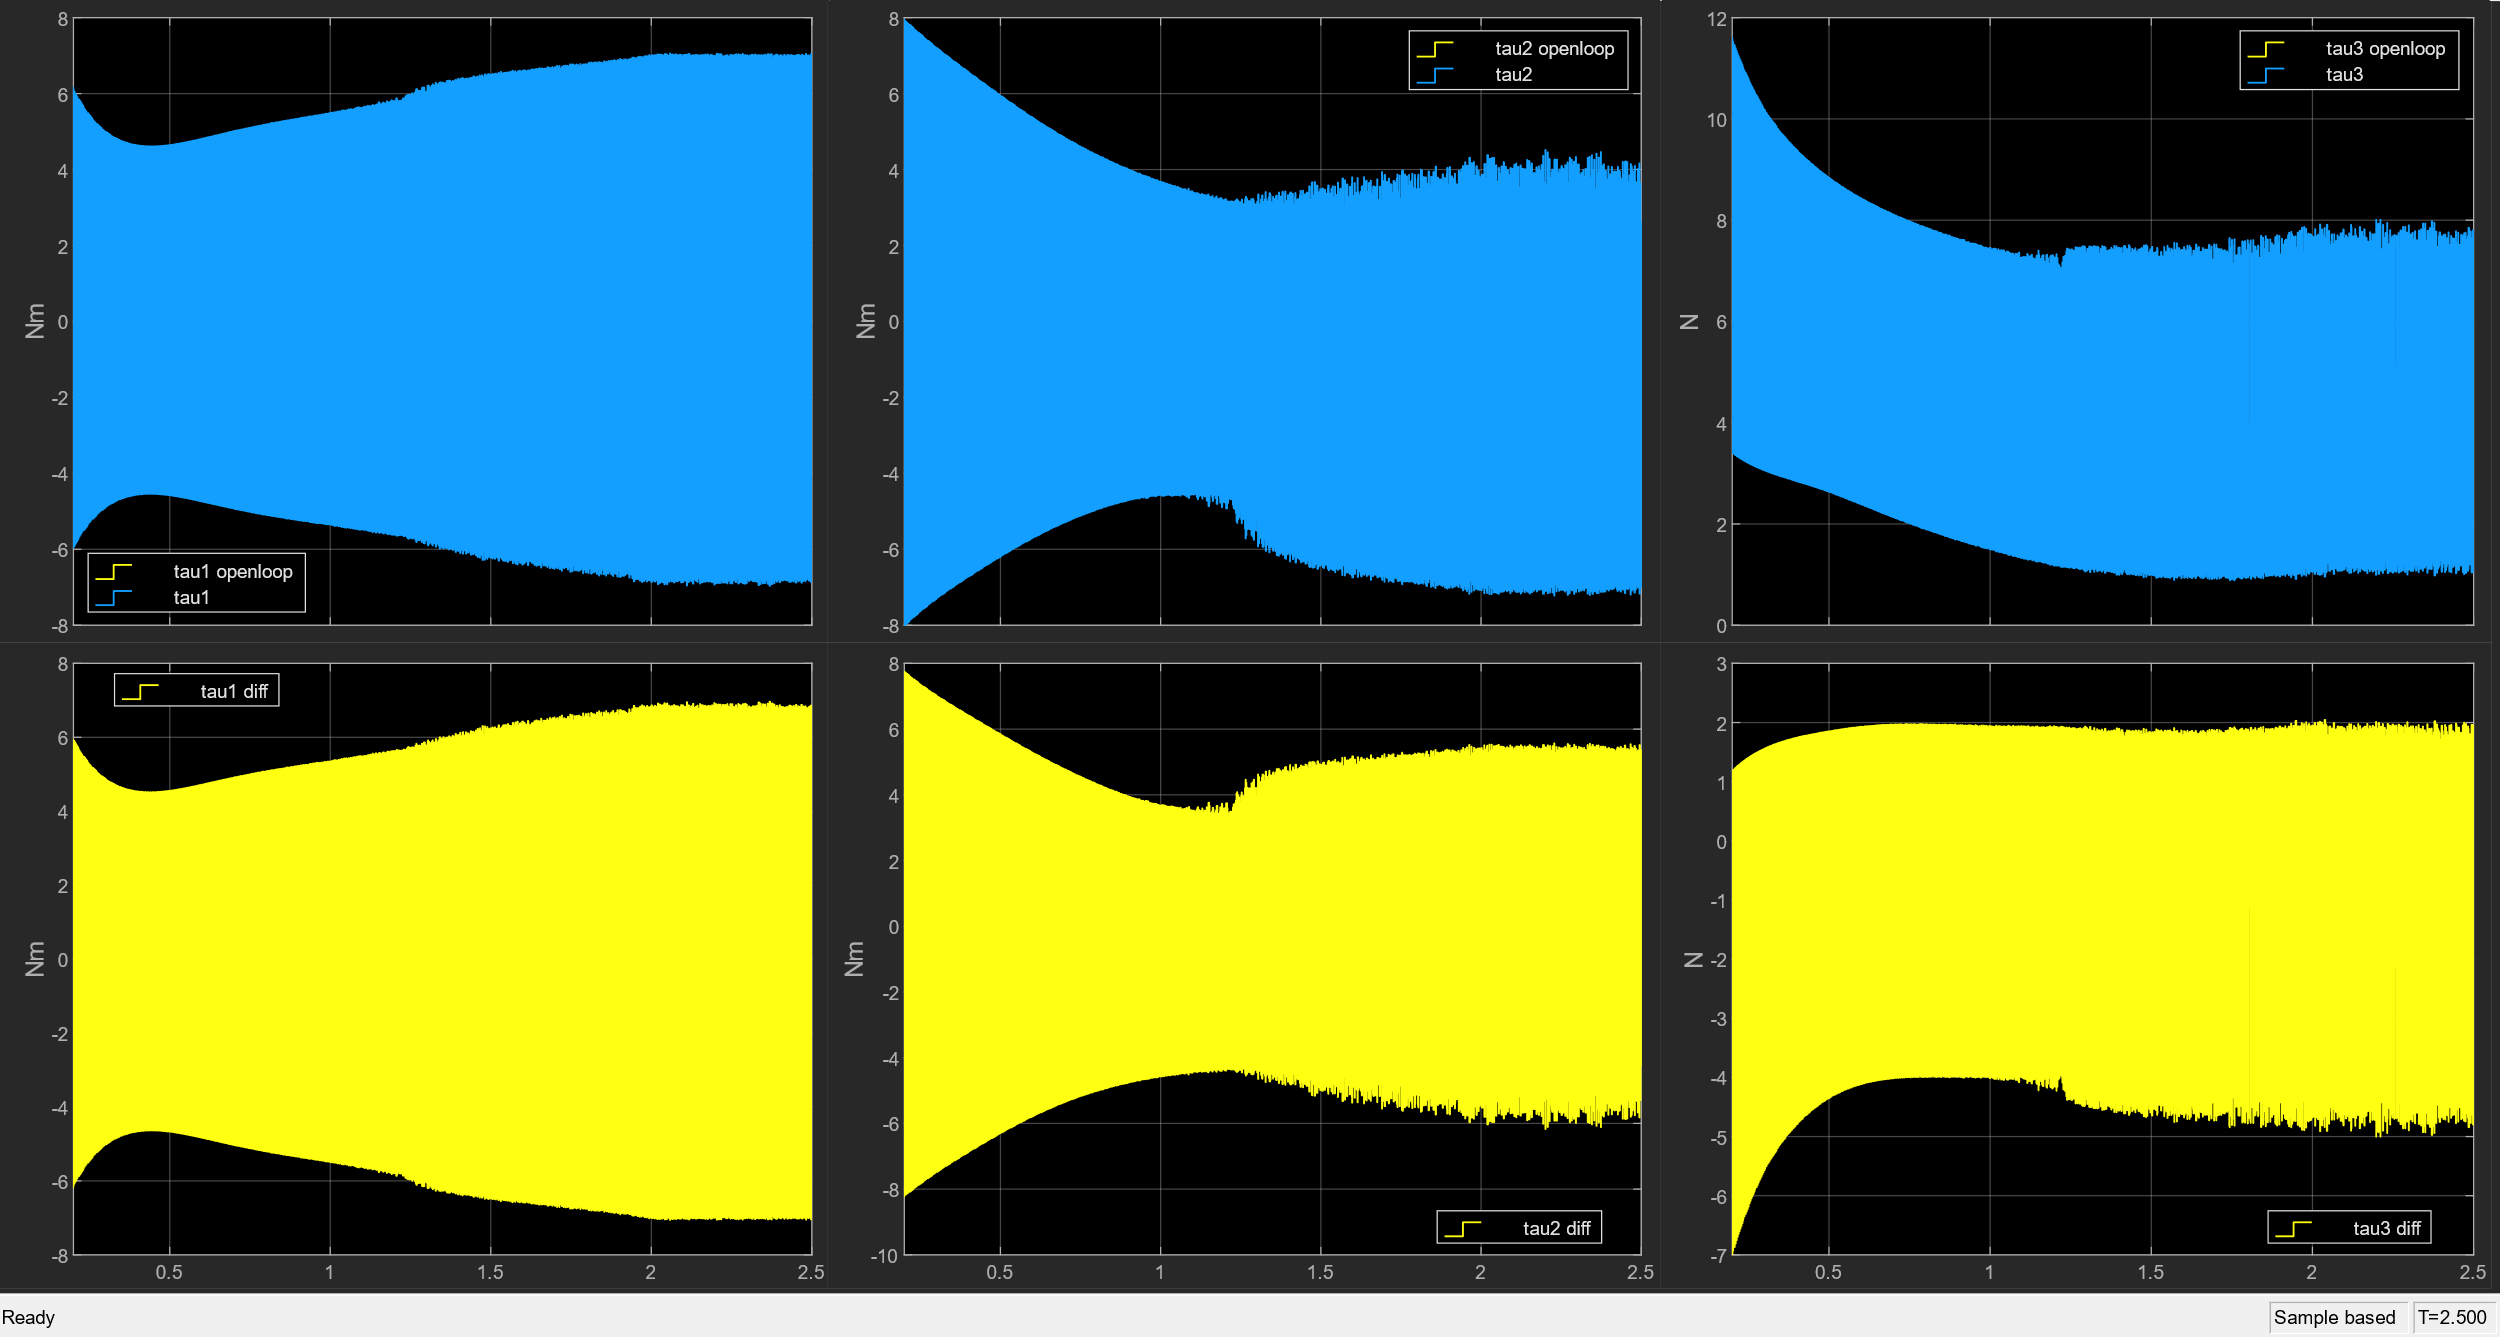 8
6
4
2
0
-2
-4
-6
-8
Nm
tau1 openloop
tau1
8
6
4
2
0
-2
-4
-6
-8
Nm
tau2 openloop
tau2
12
10
8
6
4
2
0
N
tau3 openloop
tau3
8
6
4
2
0
-2
-4
-6
-8
Nm
tau1 diff
0.5 1 1.5 2 2.5
8
6
4
2
0
-2
-4
-6
-8
-10
Nm
tau2 diff
0.5 1 1.5 2 2.5
3
2
1
0
-1
-2
-3
-4
-5
-6
-7
N
tau3 diff
0.5 1 1.5 2 2.5
Ready Sample based T=2.500